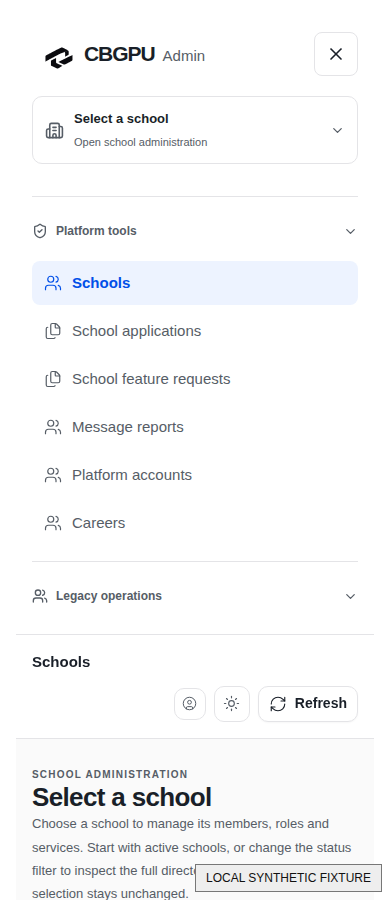 CBGPU Admin
Select a school
Open school administration
Platform tools
Schools
School applications
School feature requests
Message reports
Platform accounts
Careers
Legacy operations
Schools
Refresh
SCHOOL ADMINISTRATION
Select a school
Choose a school to manage its members, roles and
services. Start with active schools, or change the status
filter to inspect the full
LOCAL SYNTHETIC FIXTURE
selection stays unchanged.